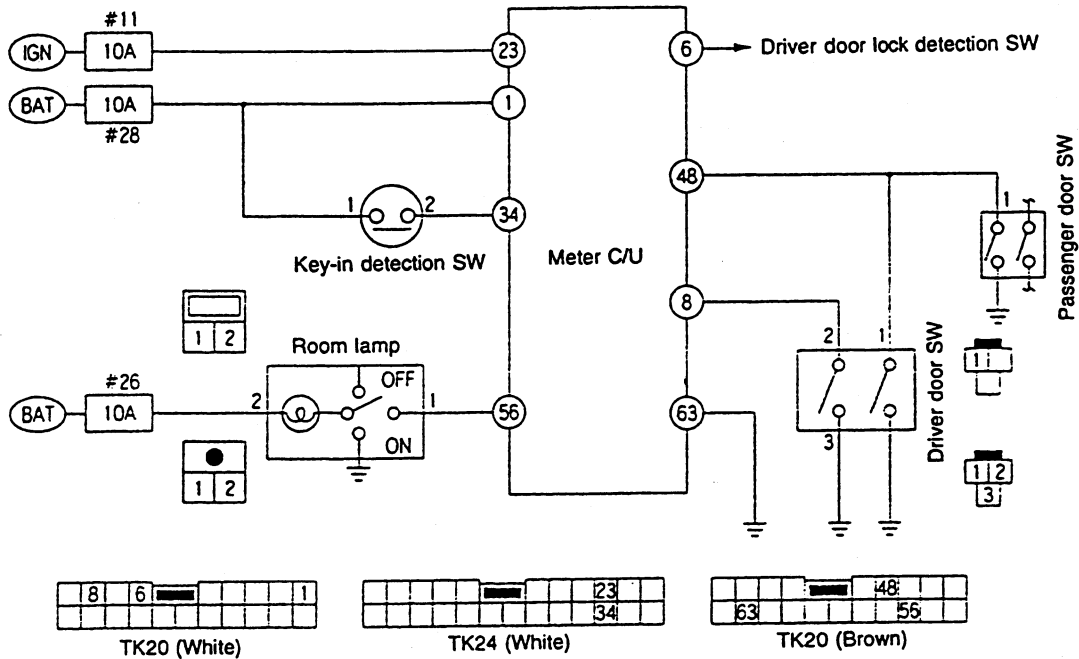 #11
IGN 10A 23 6 Driver door lock detection SW
BAT 10A 1
#28
48 1
Passenger door SW
1 2 34
Key-in detection SW
Meter C/U
8
1 2
2 1
Driver door SW
3
1
Room lamp
OFF
#26
BAT 10A 2 1 56 63
ON
1 2
1 2
3
8 6 1
TK20 (White)
23
34
TK24 (White)
48
63 56
TK20 (Brown)